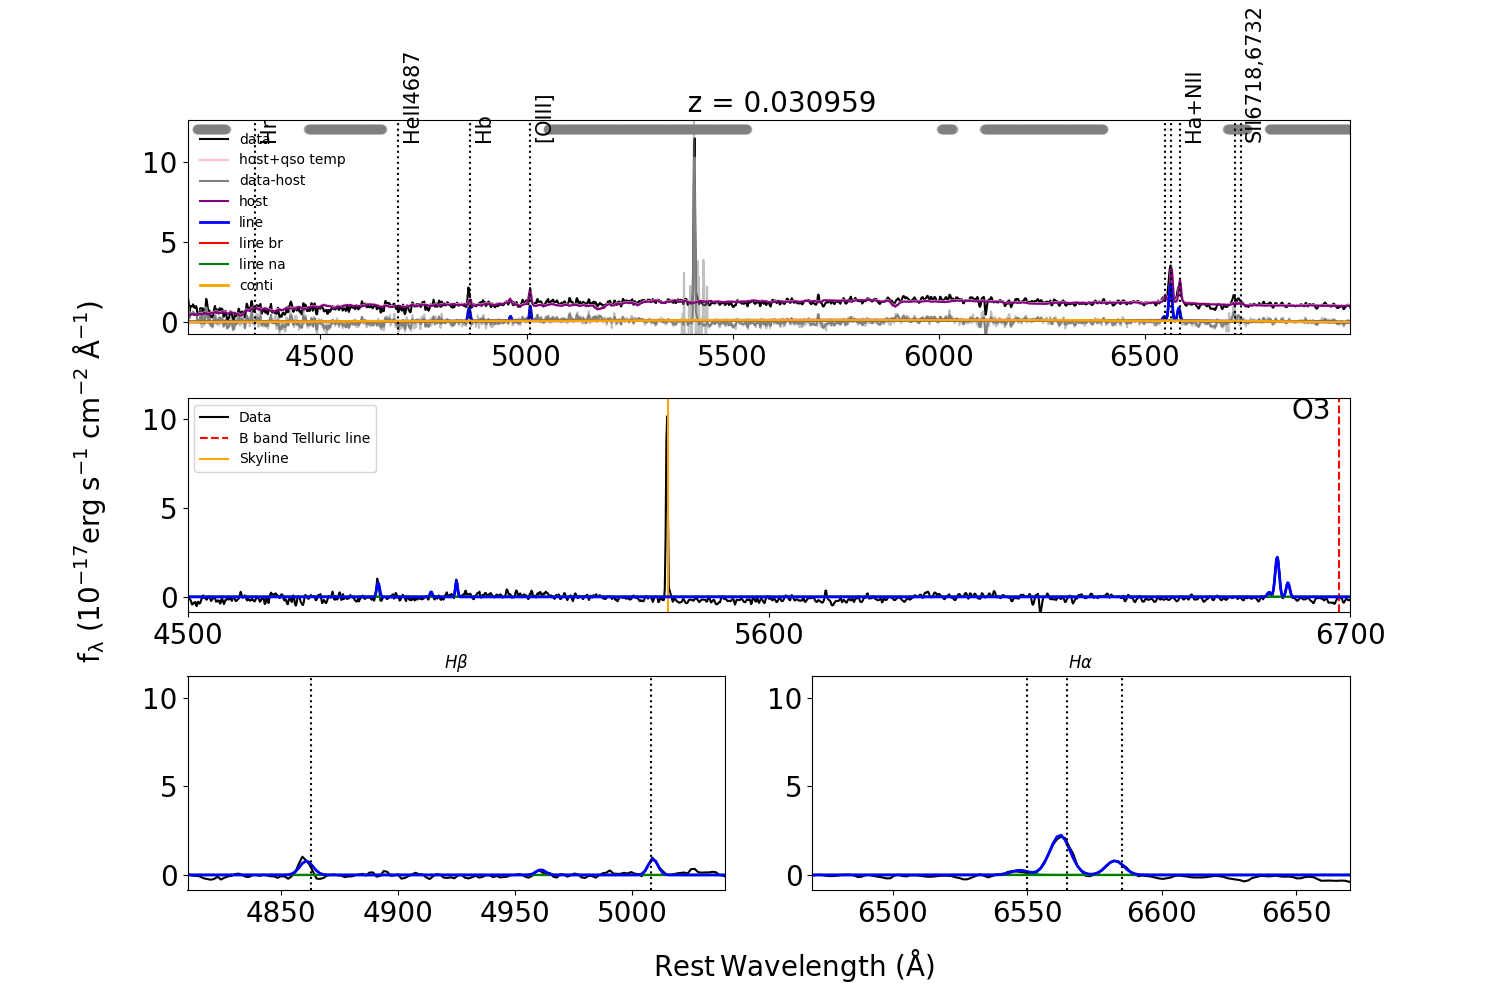 z = 0.030959
Hr
HeII4687
Hb
[OIII]
Ha+NII
SII6718,6732
data
host+qso temp
data-host
host
line
line br
line na
conti
10
5
0
4500 5000 5500 6000 6500
fλ (10⁻¹⁷erg s⁻¹ cm⁻² Å⁻¹)
Data
B band Telluric line
Skyline
O3
10
5
0
4500 5600 6700
Hβ
10
5
0
4850 4900 4950 5000
Hα
10
5
0
6500 6550 6600 6650
Rest Wavelength (Å)